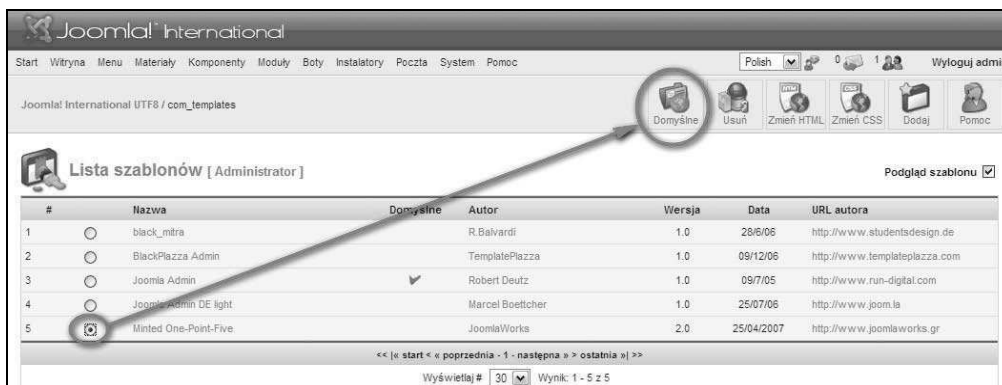 Joomla! International
Start Witryna Menu Materiały Komponenty Moduły Boty Instalatory Poczta System Pomoc Polish 0 1 Wyloguj admi
Joomla! International UTF8 / com_templates
Domyślne Usuń Zmień HTML Zmień CSS Dodaj Pomoc
Lista szablonów [ Administrator ] Podgląd szablonu
# Nazwa Domyślne Autor Wersja Data URL autora
1 black_mitra R.Balvardi 1.0 28/6/06 http://www.studentsdesign.de
2 BlackPlazza Admin TemplatePlazza 1.0 09/12/06 http://www.templateplazza.com
3 Joomla Admin Robert Deutz 1.0 09/7/05 http://www.run-digital.com
4 Joomla Admin DE light Marcel Boettcher 1.0 25/07/06 http://www.joom.la
5 Minted One-Point-Five JoomlaWorks 2.0 25/04/2007 http://www.joomlaworks.gr
<< |« start < « poprzednia - 1 - następna » > ostatnia »| >>
Wyświetlaj # 30 Wynik: 1 - 5 z 5